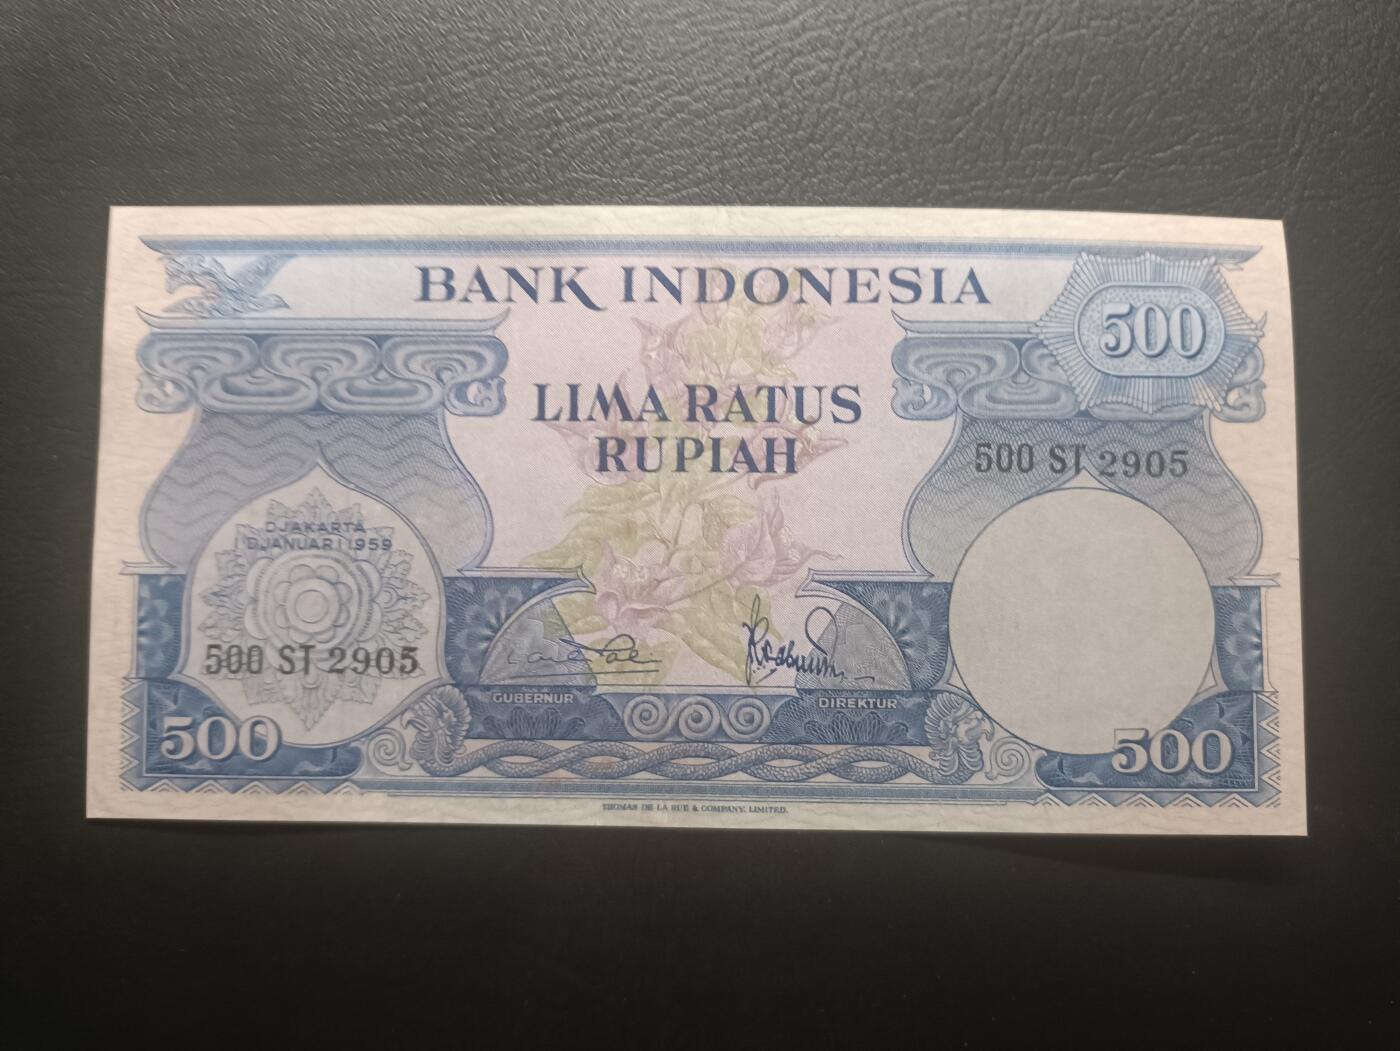 BANK INDONESIA
500
LIMA RATUS
RUPIAH
500 ST 2905
DJAKARTA
1 DJANUARI 1959
500 ST 2905
GUBERNUR
DIREKTUR
500
500
THOMAS DE LA RUE & COMPANY, LIMITED.